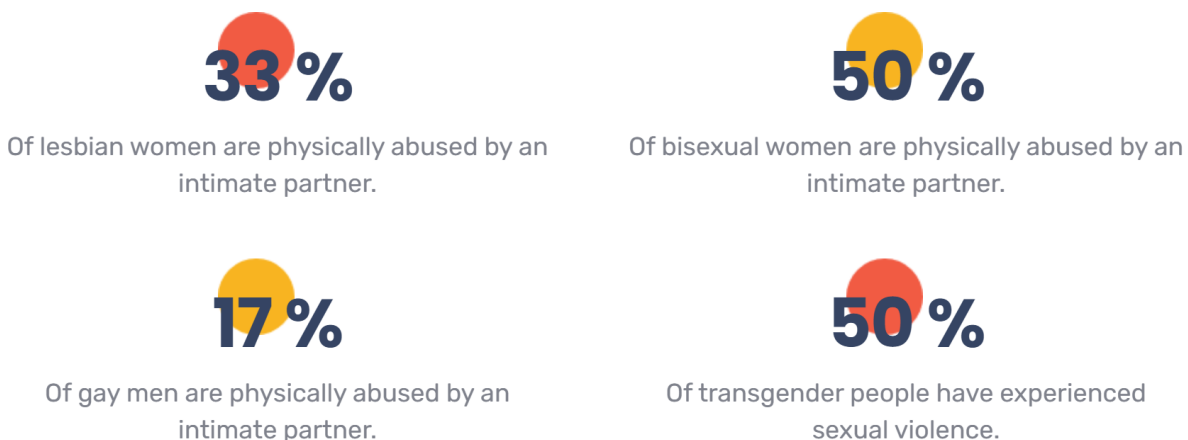 33 %
Of lesbian women are physically abused by an
intimate partner.
50 %
Of bisexual women are physically abused by an
intimate partner.
17 %
Of gay men are physically abused by an
intimate partner.
50 %
Of transgender people have experienced
sexual violence.